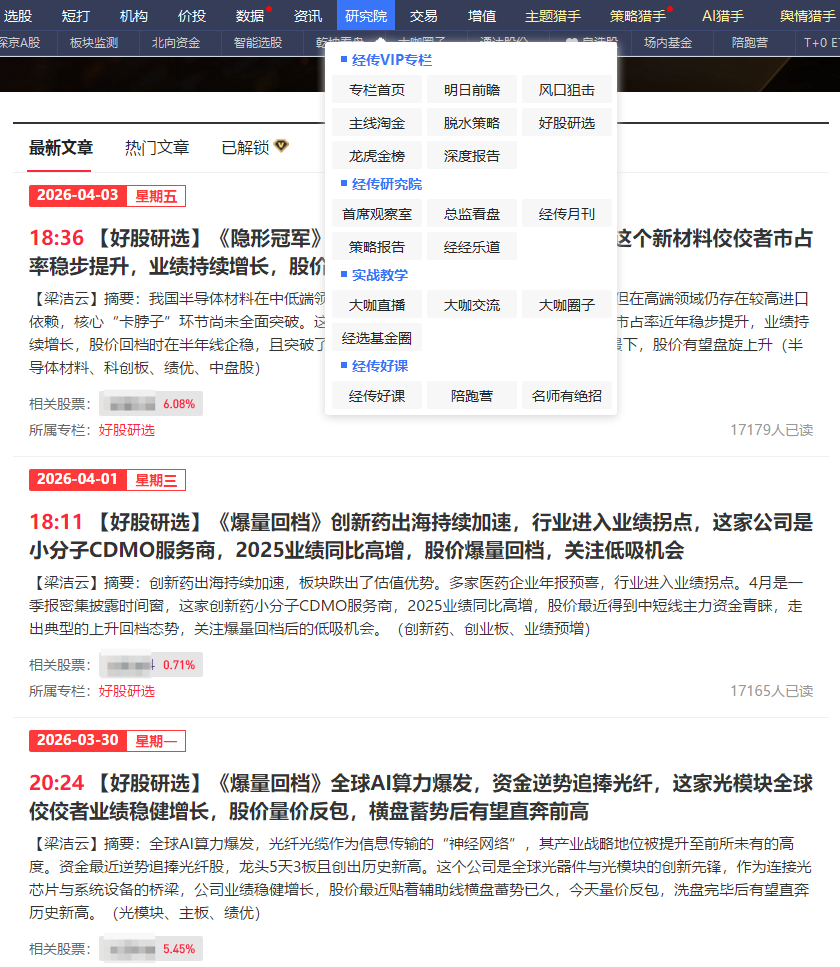 选股 短打 机构 价投 数据 资讯 研究院 交易 增值 主题猎手 策略猎手 AI猎手 舆情猎手
深京A股 板块监测 北向资金 智能选股 场内基金 陪跑营 T+0 E
经传VIP专栏
专栏首页 明日前瞻 风口狙击
主线淘金 脱水策略 好股研选
龙虎金榜 深度报告
经传研究院
首席观察室 总监看盘 经传月刊
策略报告 经经乐道
实战教学
大咖直播 大咖交流 大咖圈子
经选基金圈
经传好课
经传好课 陪跑营 名师有绝招
最新文章 热门文章 已解锁
2026-04-03 星期五
18:36 【好股研选】《隐形冠军》 这个新材料佼佼者市占
率稳步提升，业绩持续增长，股价
【梁洁云】摘要：我国半导体材料在中低端领 但在高端领域仍存在较高进口
依赖，核心“卡脖子”环节尚未全面突破。这 市占率近年稳步提升，业绩持
续增长，股价回档时在半年线企稳，且突破了 景下，股价有望盘旋上升（半
导体材料、科创板、绩优、中盘股）
相关股票： 6.08%
所属专栏：好股研选 17179人已读
2026-04-01 星期三
18:11 【好股研选】《爆量回档》创新药出海持续加速，行业进入业绩拐点，这家公司是
小分子CDMO服务商，2025业绩同比高增，股价爆量回档，关注低吸机会
【梁洁云】摘要：创新药出海持续加速，板块跌出了估值优势。多家医药企业年报预喜，行业进入业绩拐点。4月是一
季报密集披露时间窗，这家创新药小分子CDMO服务商，2025业绩同比高增，股价最近得到中短线主力资金青睐，走
出典型的上升回档态势，关注爆量回档后的低吸机会。（创新药、创业板、业绩预增）
相关股票： 0.71%
所属专栏：好股研选 17165人已读
2026-03-30 星期一
20:24 【好股研选】《爆量回档》全球AI算力爆发，资金逆势追捧光纤，这家光模块全球
佼佼者业绩稳健增长，股价量价反包，横盘蓄势后有望直奔前高
【梁洁云】摘要：全球AI算力爆发，光纤光缆作为信息传输的“神经网络”，其产业战略地位被提升至前所未有的高
度。资金最近逆势追捧光纤股，龙头5天3板且创出历史新高。这个公司是全球光器件与光模块的创新先锋，作为连接光
芯片与系统设备的桥梁，公司业绩稳健增长，股价最近贴着辅助线横盘蓄势已久，今天量价反包，洗盘完毕后有望直奔
历史新高。（光模块、主板、绩优）
相关股票： 5.45%